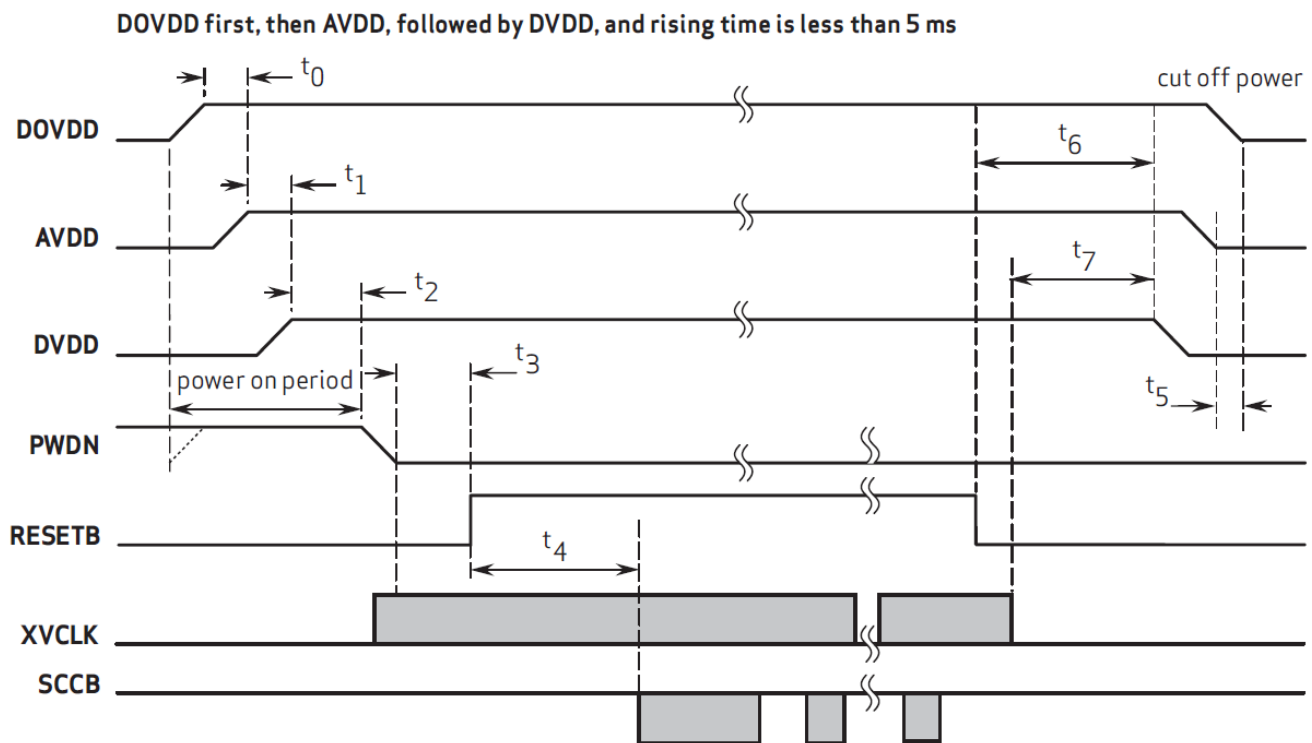 DOVDD first, then AVDD, followed by DVDD, and rising time is less than 5 ms
t0
cut off power
DOVDD
t6
t1
AVDD
t7
t2
DVDD
t3
power on period
t5
PWDN
RESETB
t4
XVCLK
SCCB